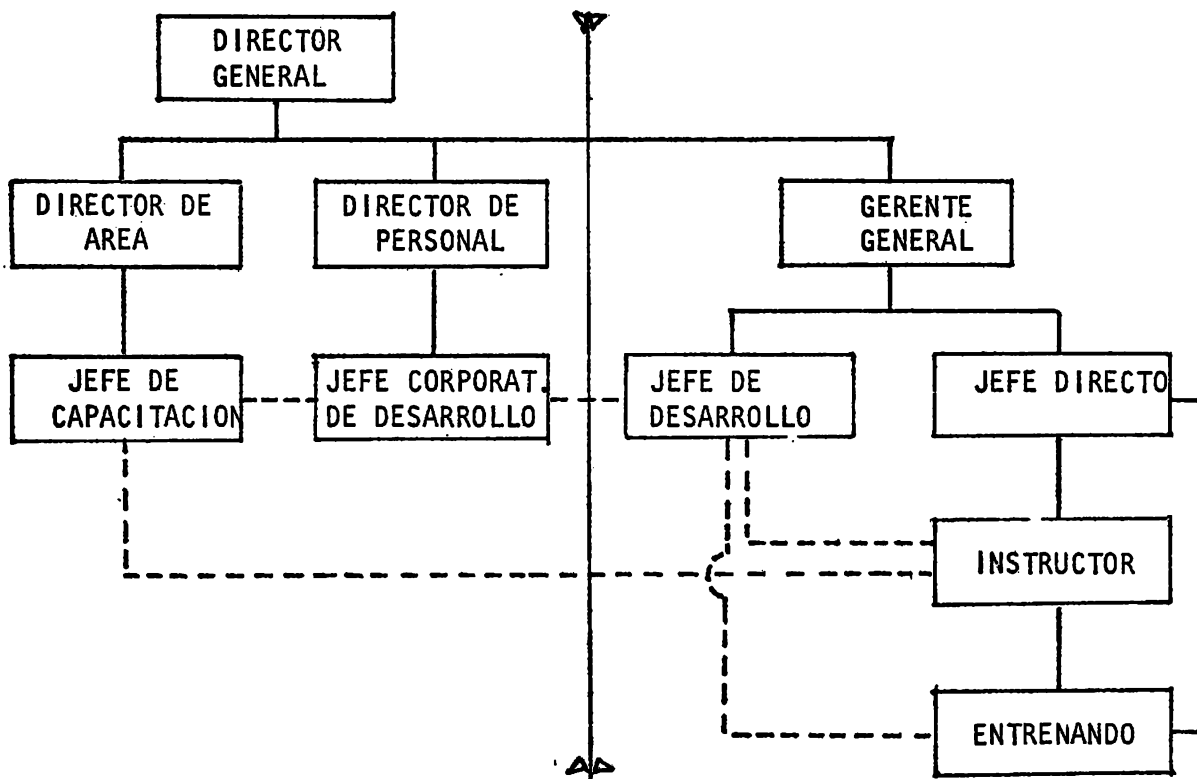 DIRECTOR
GENERAL
DIRECTOR DE
AREA
DIRECTOR DE
PERSONAL
GERENTE
GENERAL
JEFE DE
CAPACITACION
JEFE CORPORAT.
DE DESARROLLO
JEFE DE
DESARROLLO
JEFE DIRECTO
INSTRUCTOR
ENTRENANDO